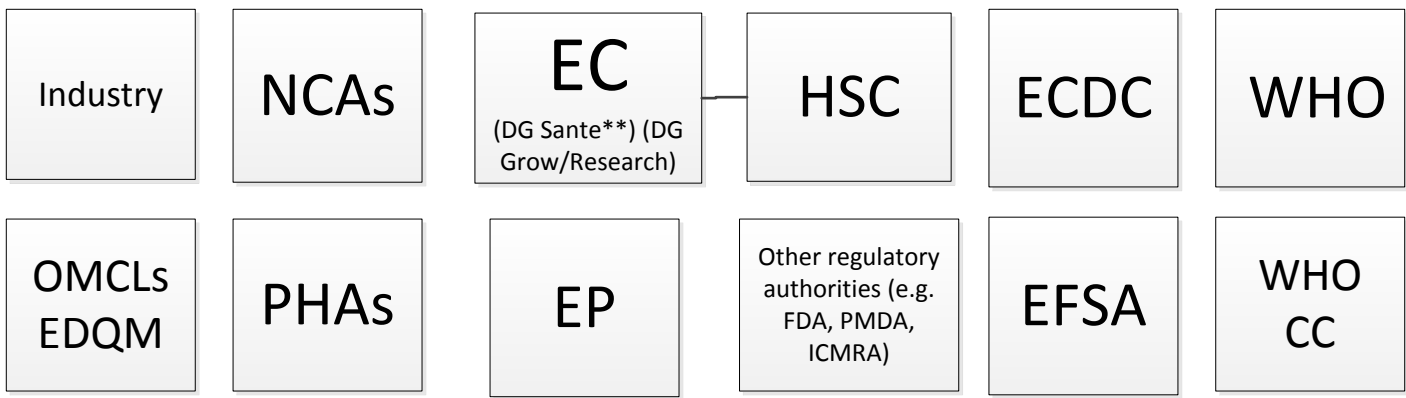 Industry
NCAs
EC
(DG Sante**) (DG
Grow/Research)
HSC
ECDC
WHO
OMCLs
EDQM
PHAs
EP
Other regulatory
authorities (e.g.
FDA, PMDA,
ICMRA)
EFSA
WHO
CC